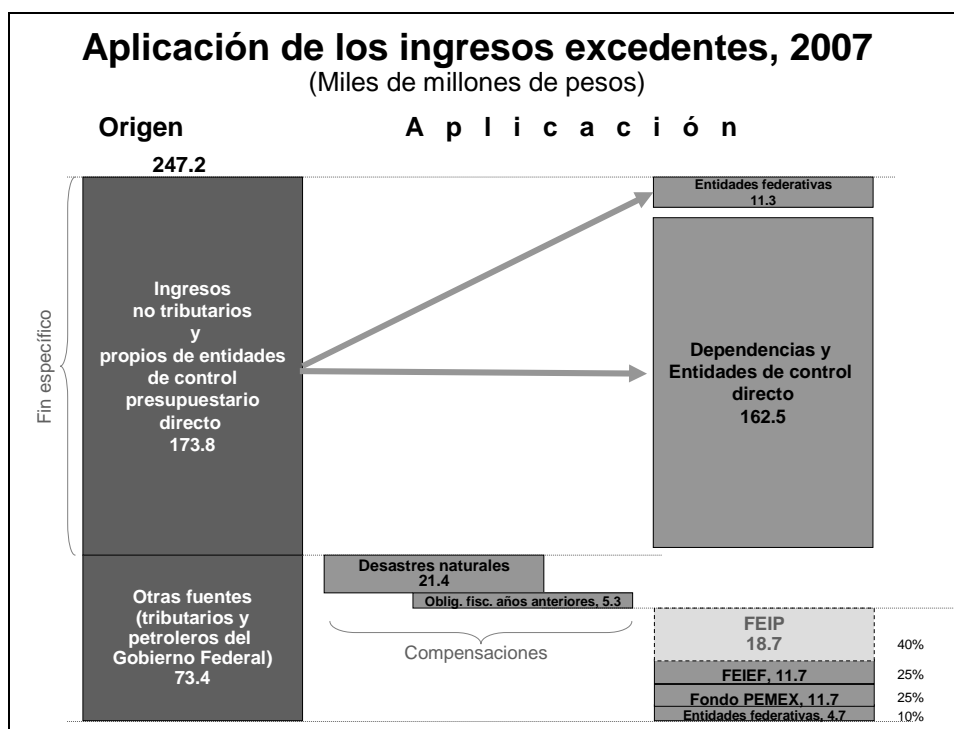 Aplicación de los ingresos excedentes, 2007
(Miles de millones de pesos)
Origen
A p l i c a c i ó n
247.2
Fin específico
Ingresos
no tributarios
y
propios de entidades
de control
presupuestario
directo
173.8
Entidades federativas
11.3
Dependencias y
Entidades de control
directo
162.5
Otras fuentes
(tributarios y
petroleros del
Gobierno Federal)
73.4
Desastres naturales
21.4
Oblig. fisc. años anteriores, 5.3
Compensaciones
FEIP
18.7
40%
FEIEF, 11.7
25%
Fondo PEMEX, 11.7
25%
Entidades federativas, 4.7
10%